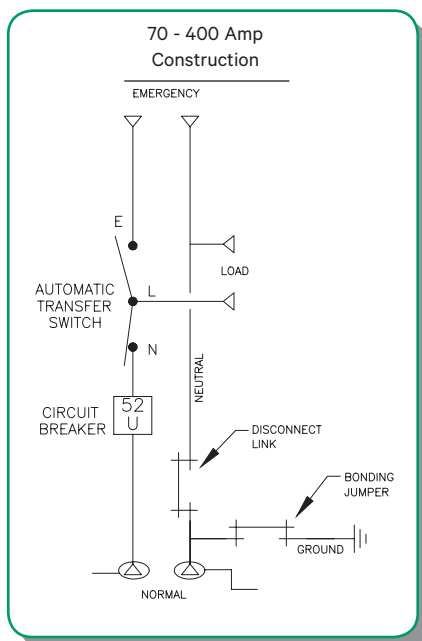 70 - 400 Amp
Construction
EMERGENCY
E
LOAD
AUTOMATIC
TRANSFER
SWITCH
L
N
NEUTRAL
CIRCUIT
BREAKER
52
U
DISCONNECT
LINK
BONDING
JUMPER
GROUND
NORMAL